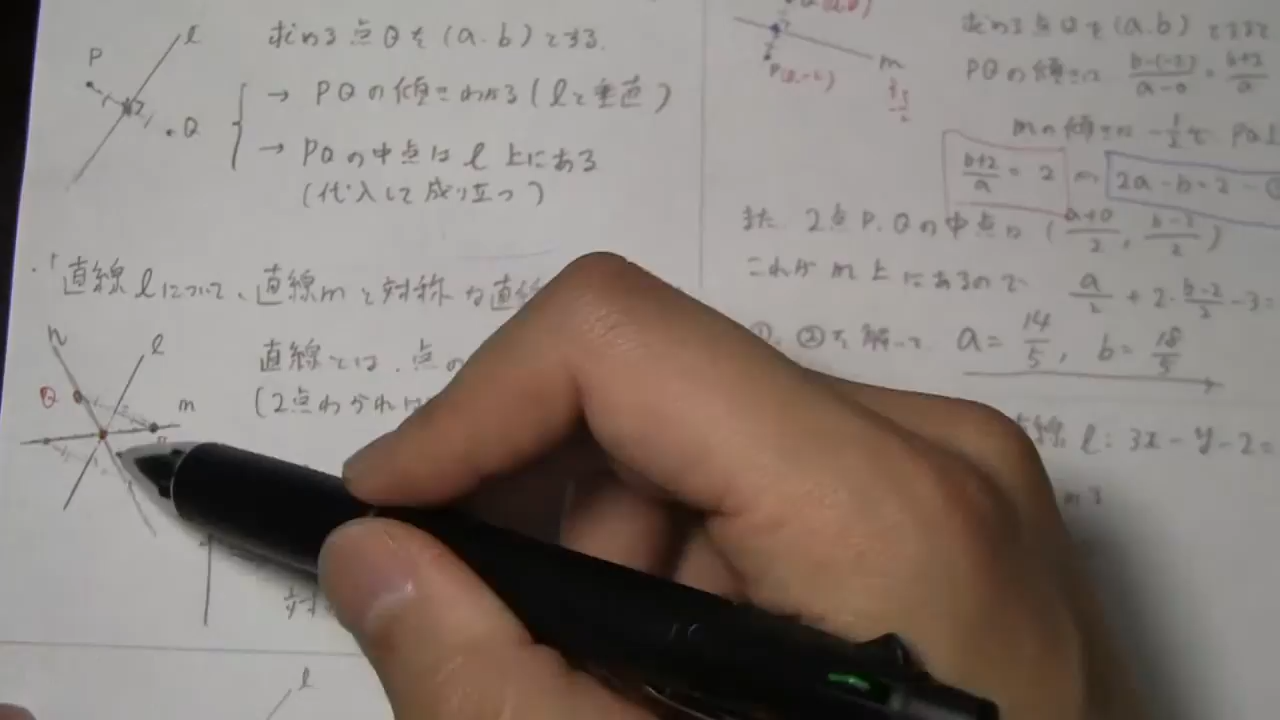 l
求める点Qを(a.b)とする.
P
→ PQの傾きわかる(lと垂直)
Q
→ PQの中点はl上にある
(代入して成り立つ)
直線lについて、直線mと対称な直線
n
l
直線とは.点の
Q
m
(2点わかれば
l
m
P(0,-2)
求める点Qを(a.b)とすると
PQの傾きは b-(-2)/a-0 = b+2/a
mの傾きは -1/2で PQ⊥
b+2/a = 2 ∴ 2a-b=2-①
また 2点P.Qの中点は (a+0/2, b-2/2)
これが m上にあるので a/2+2・b-2/2-3=
①,②を解いて a=14/5, b=18/5
直線l:3x-y-2=